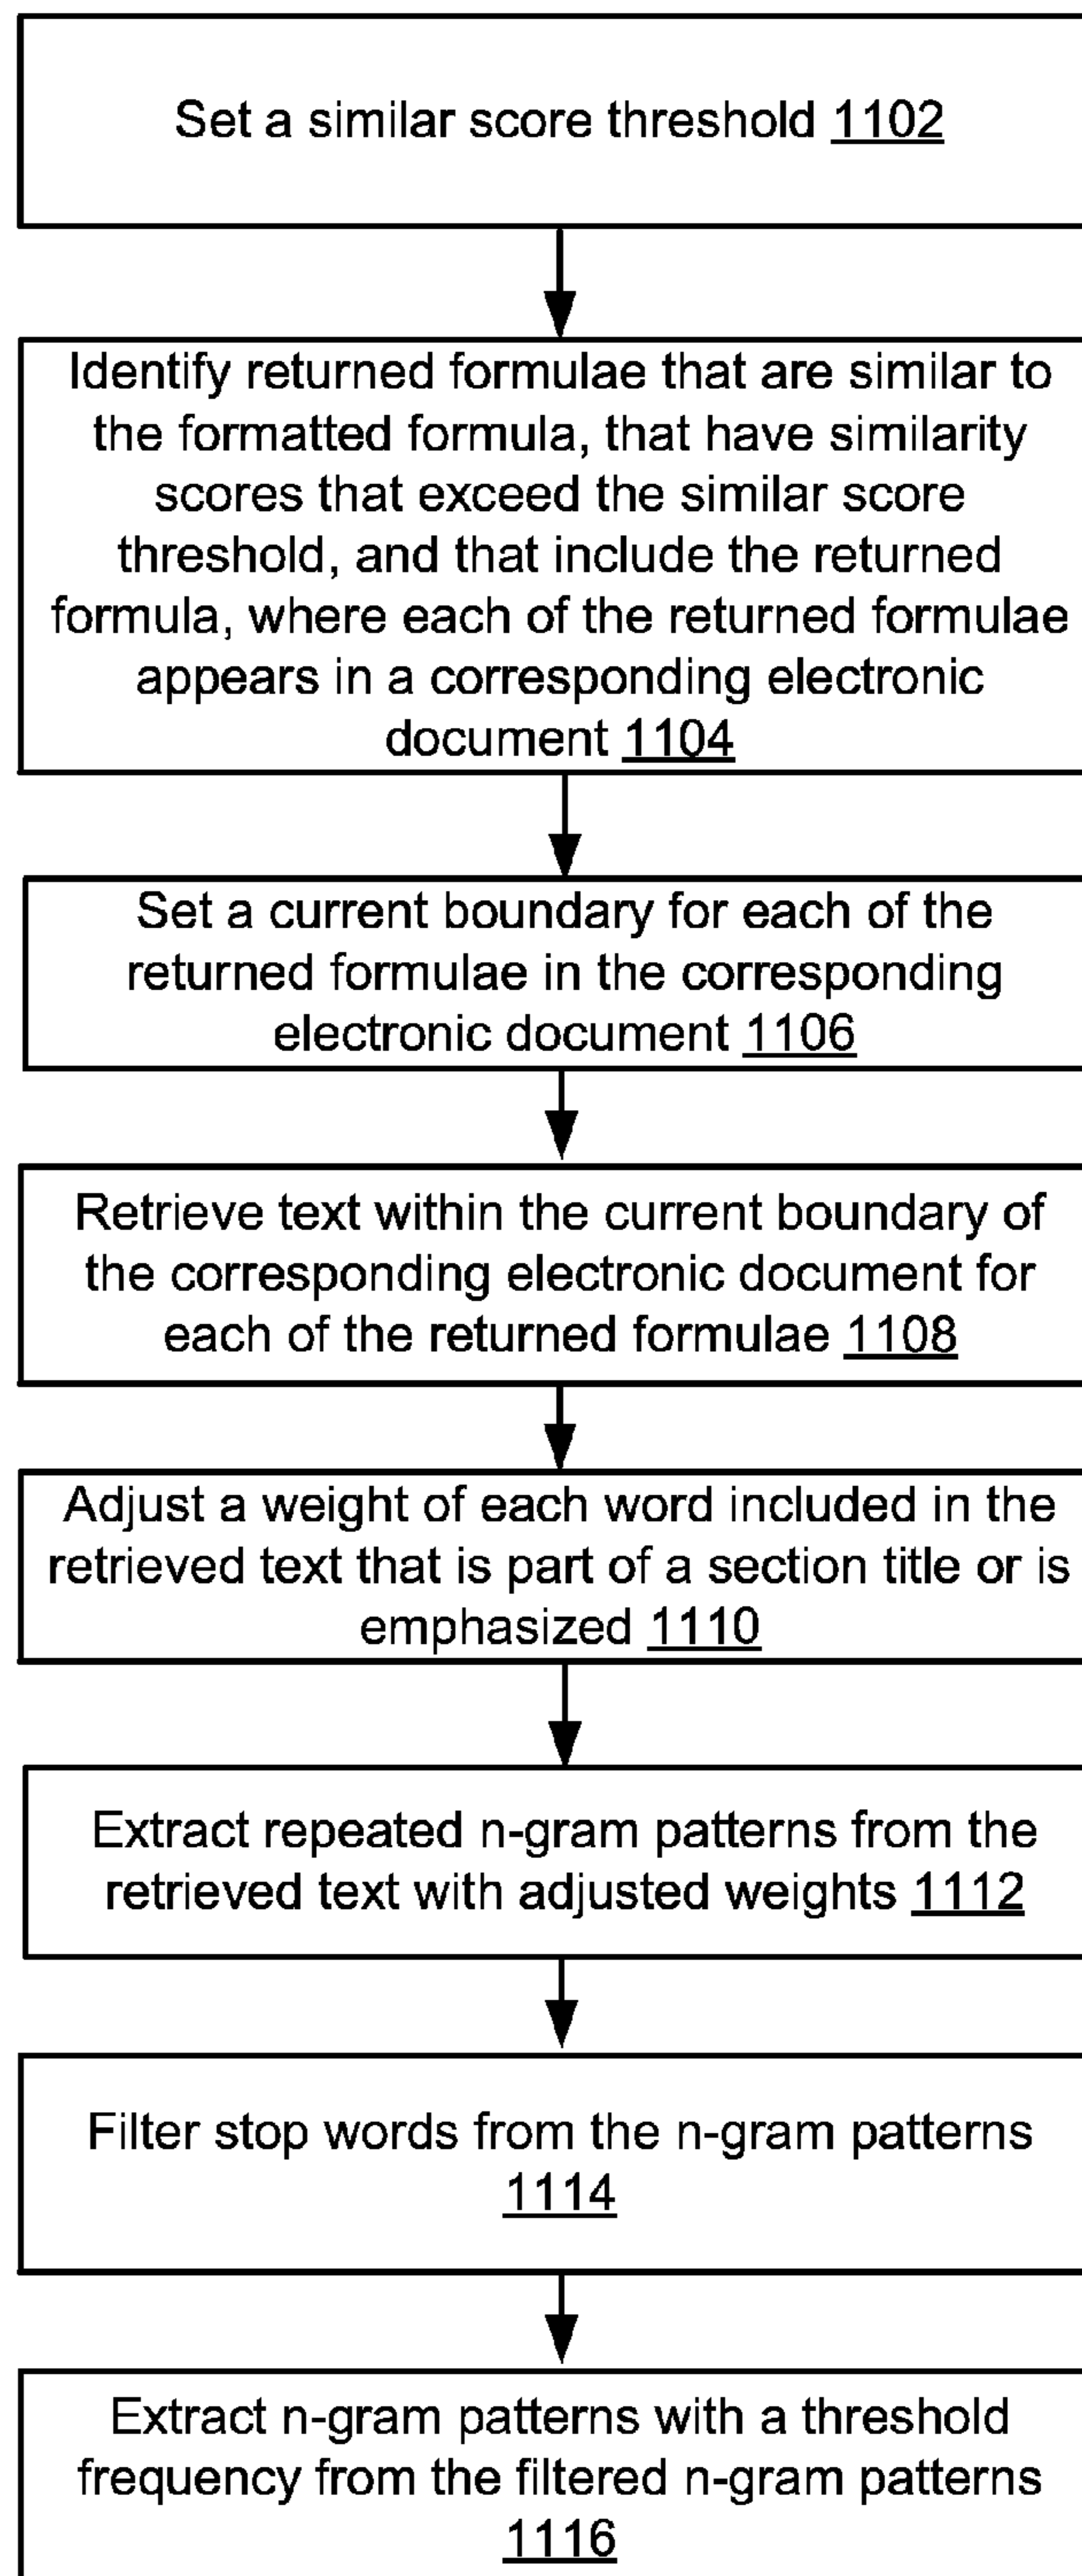 Set a similar score threshold 1102
Identify returned formulae that are similar to
the formatted formula, that have similarity
scores that exceed the similar score
threshold, and that include the returned
formula, where each of the returned formulae
appears in a corresponding electronic
document 1104
Set a current boundary for each of the
returned formulae in the corresponding
electronic document 1106
Retrieve text within the current boundary of
the corresponding electronic document for
each of the returned formulae 1108
Adjust a weight of each word included in the
retrieved text that is part of a section title or is
emphasized 1110
Extract repeated n-gram patterns from the
retrieved text with adjusted weights 1112
Filter stop words from the n-gram patterns
1114
Extract n-gram patterns with a threshold
frequency from the filtered n-gram patterns
1116